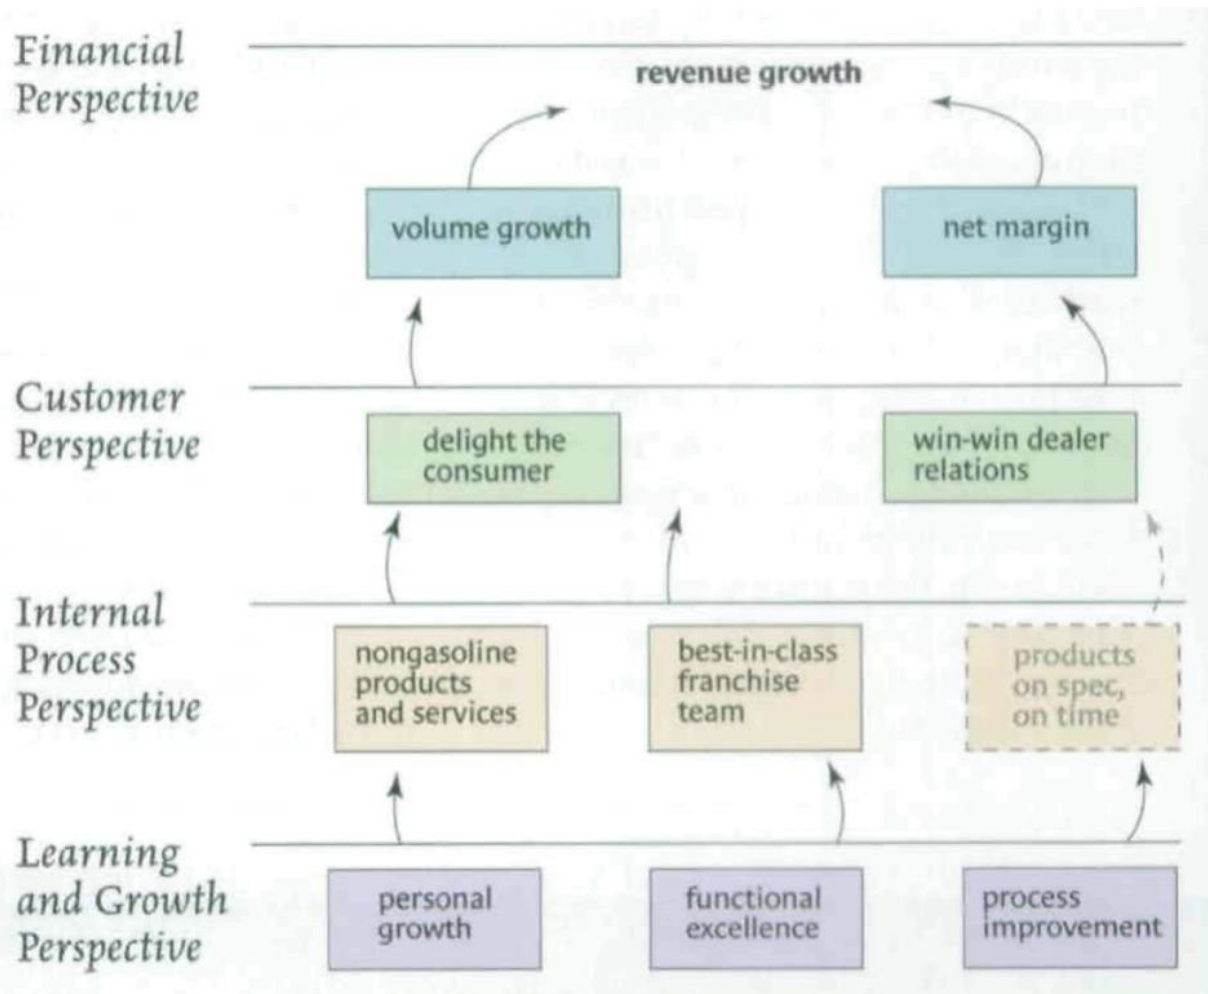 Financial
Perspective
revenue growth
volume growth
net margin
Customer
Perspective
delight the
consumer
win-win dealer
relations
Internal
Process
Perspective
nongasoline
products
and services
best-in-class
franchise
team
products
on spec,
on time
Learning
and Growth
Perspective
personal
growth
functional
excellence
process
improvement